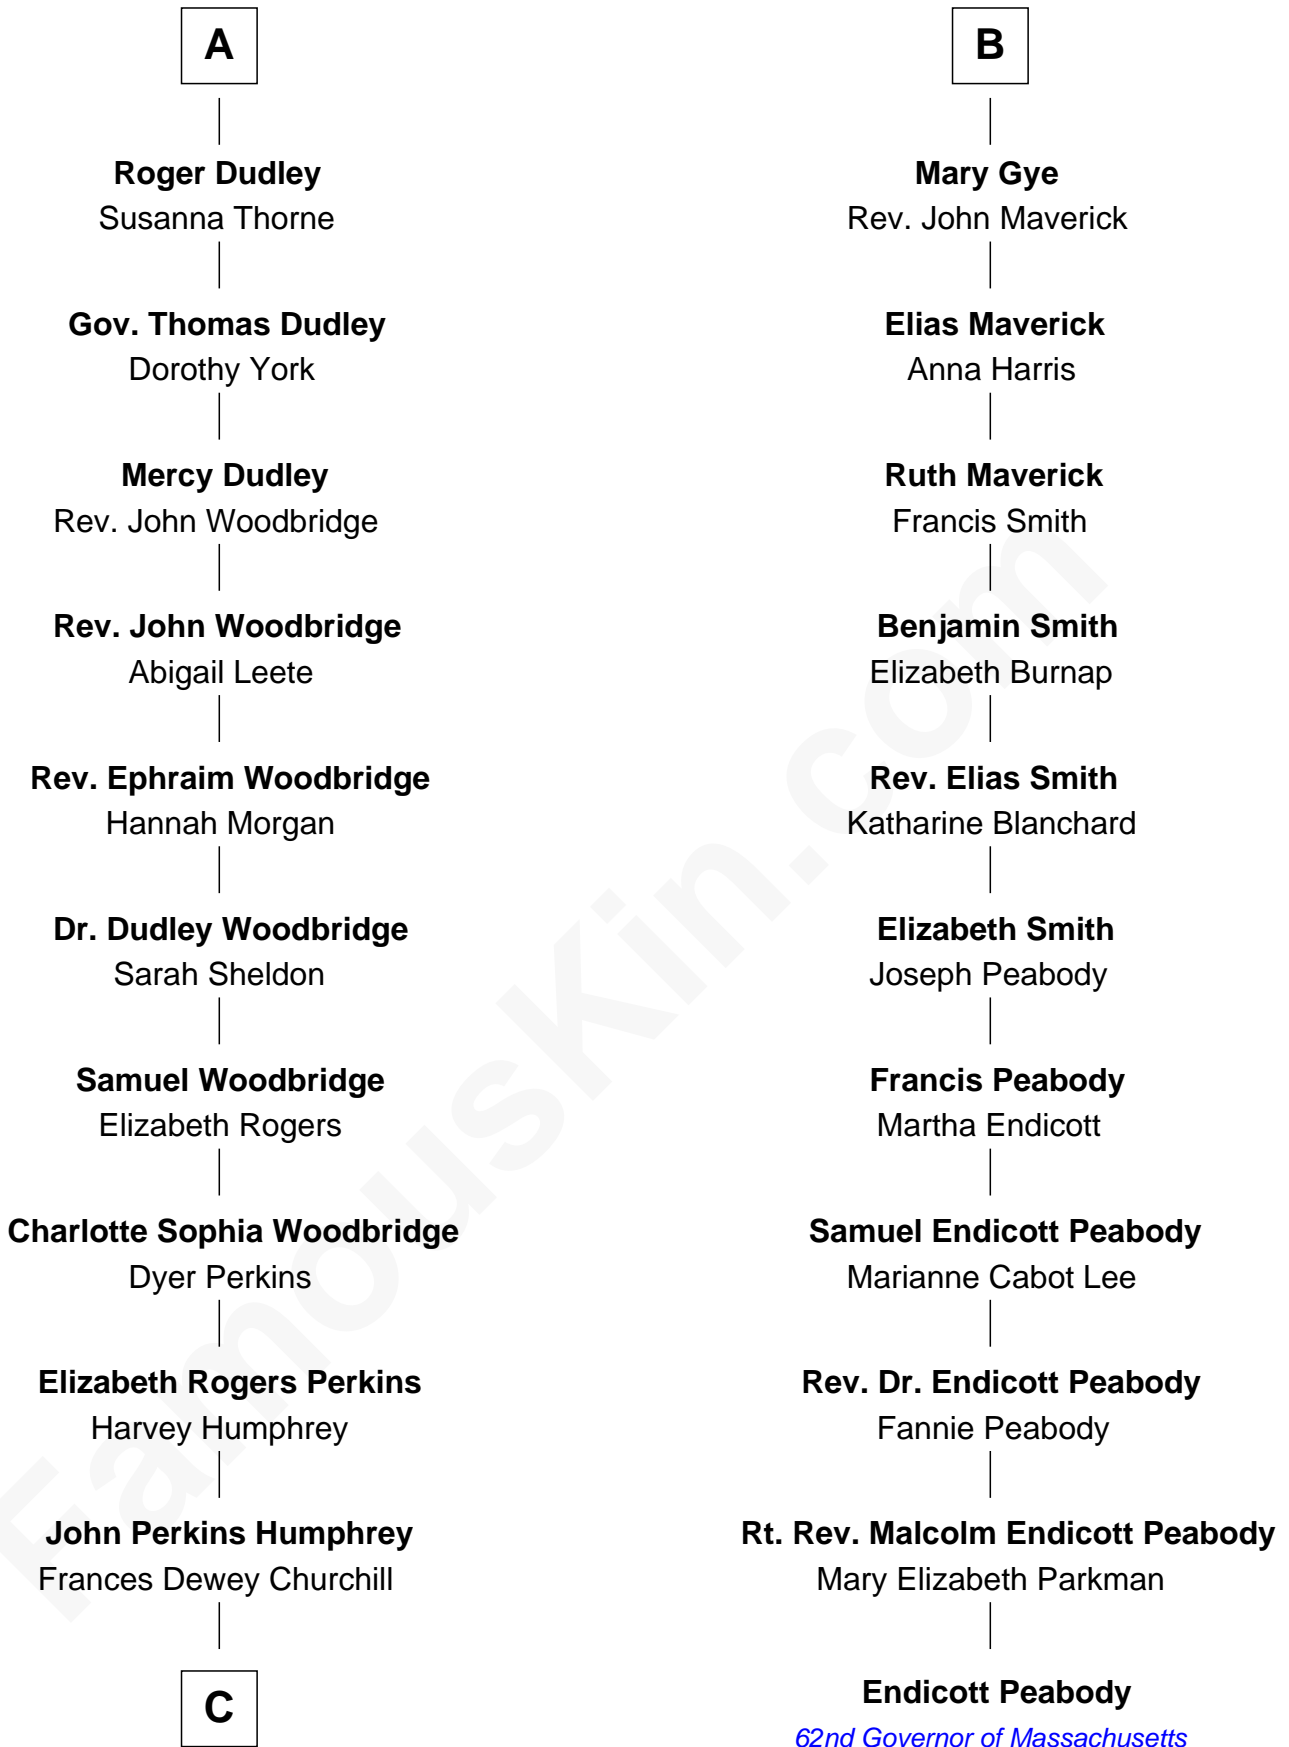 A
Roger Dudley
Susanna Thorne
Gov. Thomas Dudley
Dorothy York
Mercy Dudley
Rev. John Woodbridge
Rev. John Woodbridge
Abigail Leete
Rev. Ephraim Woodbridge
Hannah Morgan
Dr. Dudley Woodbridge
Sarah Sheldon
Samuel Woodbridge
Elizabeth Rogers
Charlotte Sophia Woodbridge
Dyer Perkins
Elizabeth Rogers Perkins
Harvey Humphrey
John Perkins Humphrey
Frances Dewey Churchill
C
B
Mary Gye
Rev. John Maverick
Elias Maverick
Anna Harris
Ruth Maverick
Francis Smith
Benjamin Smith
Elizabeth Burnap
Rev. Elias Smith
Katharine Blanchard
Elizabeth Smith
Joseph Peabody
Francis Peabody
Martha Endicott
Samuel Endicott Peabody
Marianne Cabot Lee
Rev. Dr. Endicott Peabody
Fannie Peabody
Rt. Rev. Malcolm Endicott Peabody
Mary Elizabeth Parkman
Endicott Peabody
62nd Governor of Massachusetts
FamousKin.com